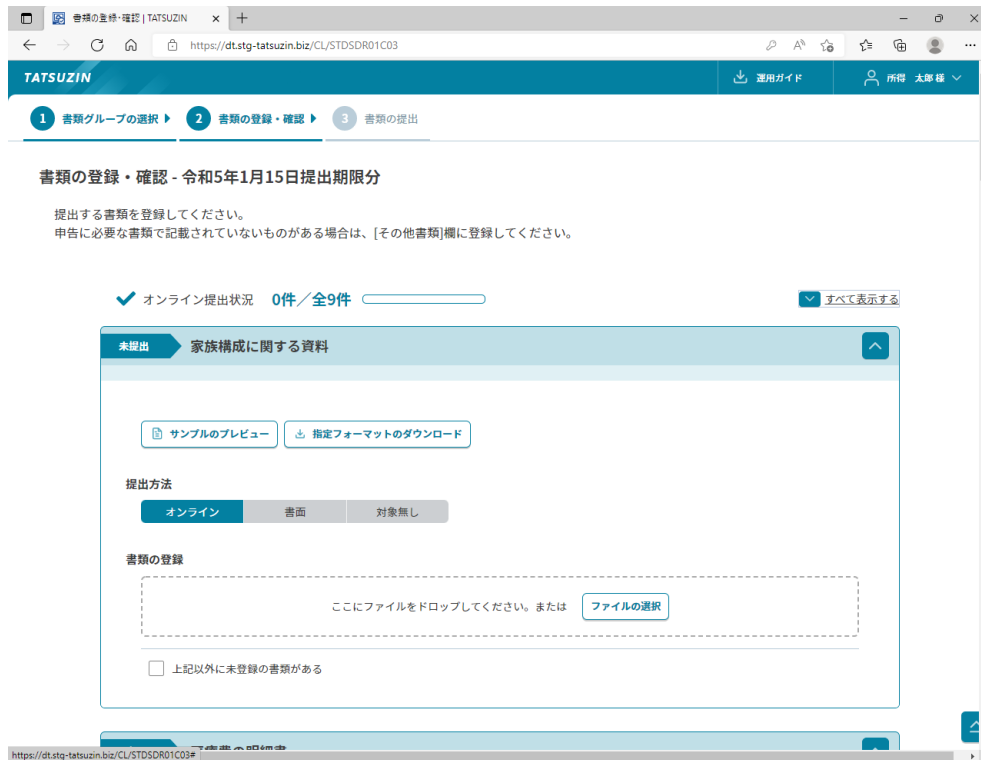 書類の登録・確認 | TATSUZIN
https://dt.stg-tatsuzin.biz/CL/STDSDR01C03
TATSUZIN
運用ガイド
所得 太郎 様
1 書類グループの選択
2 書類の登録・確認
3 書類の提出
書類の登録・確認 - 令和5年1月15日提出期限分
提出する書類を登録してください。
申告に必要な書類で記載されていないものがある場合は、[その他書類]欄に登録してください。
オンライン提出状況 0件／全9件
すべて表示する
未提出 家族構成に関する資料
サンプルのプレビュー
指定フォーマットのダウンロード
提出方法
オンライン 書面 対象無し
書類の登録
ここにファイルをドロップしてください。または ファイルの選択
上記以外に未登録の書類がある
療費の明細書
https://dt.stg-tatsuzin.biz/CL/STDSDR01C03#